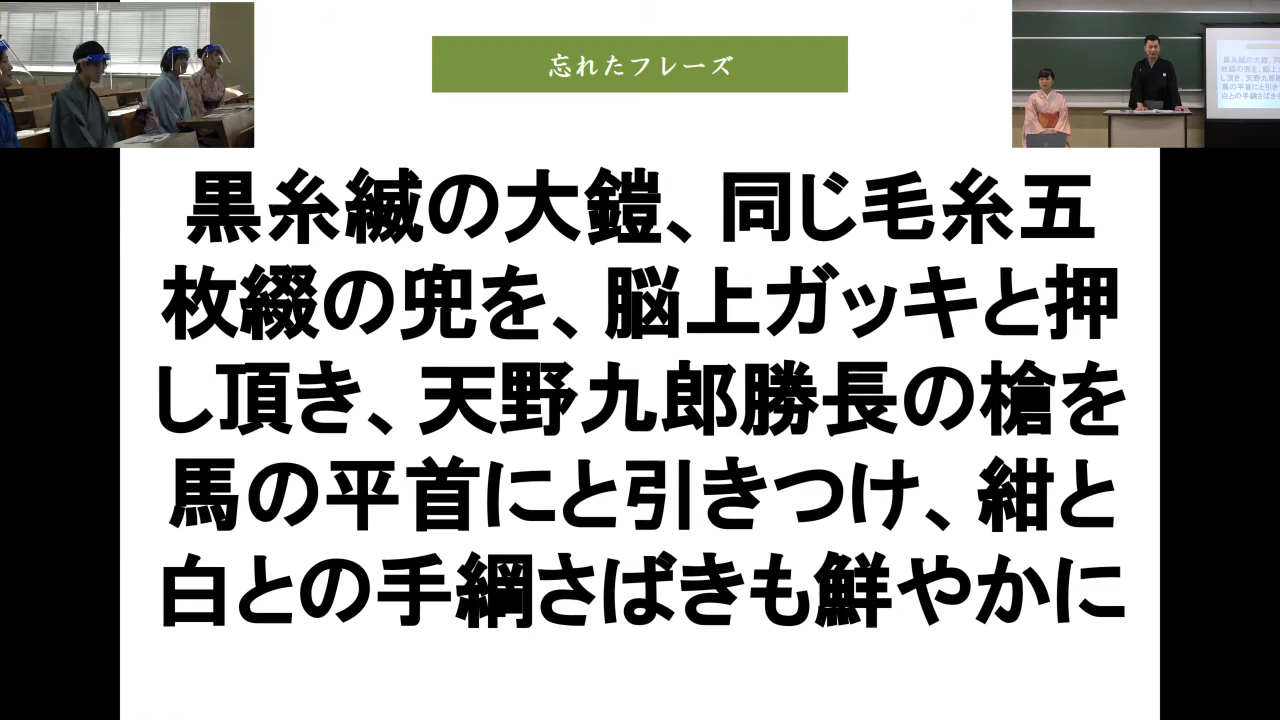 忘れたフレーズ
黒糸縅の大鎧、同じ毛糸五
枚綴の兜を、脳上ガッキと押
し頂き、天野九郎勝長の槍を
馬の平首にと引きつけ、紺と
白との手綱さばきも鮮やかに